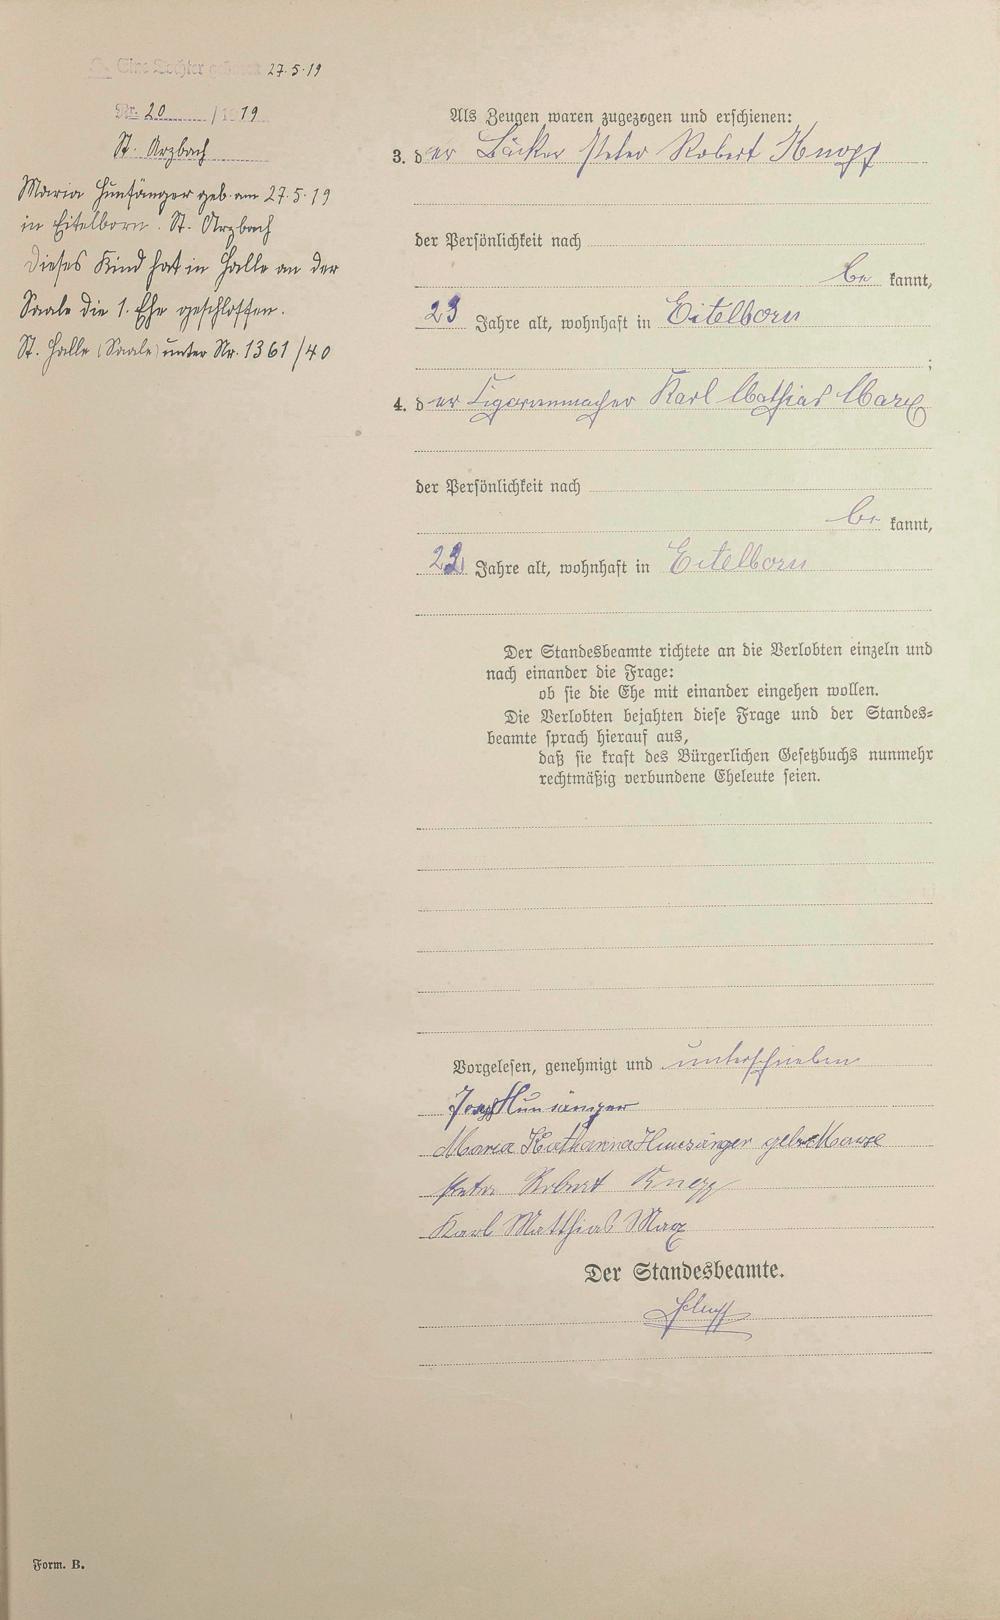 Eine Tochter geboren 27.5.19
Nr. 20 / 19
St. Arzbach
Maria Hunsänger geb. am 27.5.19
in Eitelborn. St. Arzbach
Dieses Kind hat in Halle an der
Saale die 1. Ehe geschlossen.
St. Halle (Saale) unter Nr. 1361/40
Als Zeugen waren zugezogen und erschienen:
3. der Bäcker Peter Robert Knopp
der Persönlichkeit nach
bekannt,
23 Jahre alt, wohnhaft in Eitelborn
;
4. der Cigarrenmacher Karl Mathias Marx
der Persönlichkeit nach
bekannt,
Jahre alt, wohnhaft in Eitelborn
Der Standesbeamte richtete an die Verlobten einzeln und
nach einander die Frage:
ob sie die Ehe mit einander eingehen wollen.
Die Verlobten bejahten diese Frage und der Standes-
beamte sprach hierauf aus,
daß sie kraft des Bürgerlichen Gesetzbuchs nunmehr
rechtmäßig verbundene Eheleute seien.
Vorgelesen, genehmigt und unterschrieben
Hunsänger
Maria Katharina Hunsänger geb.
Peter Robert Knopp
Karl Matthias Marx
Der Standesbeamte.
Form. B.